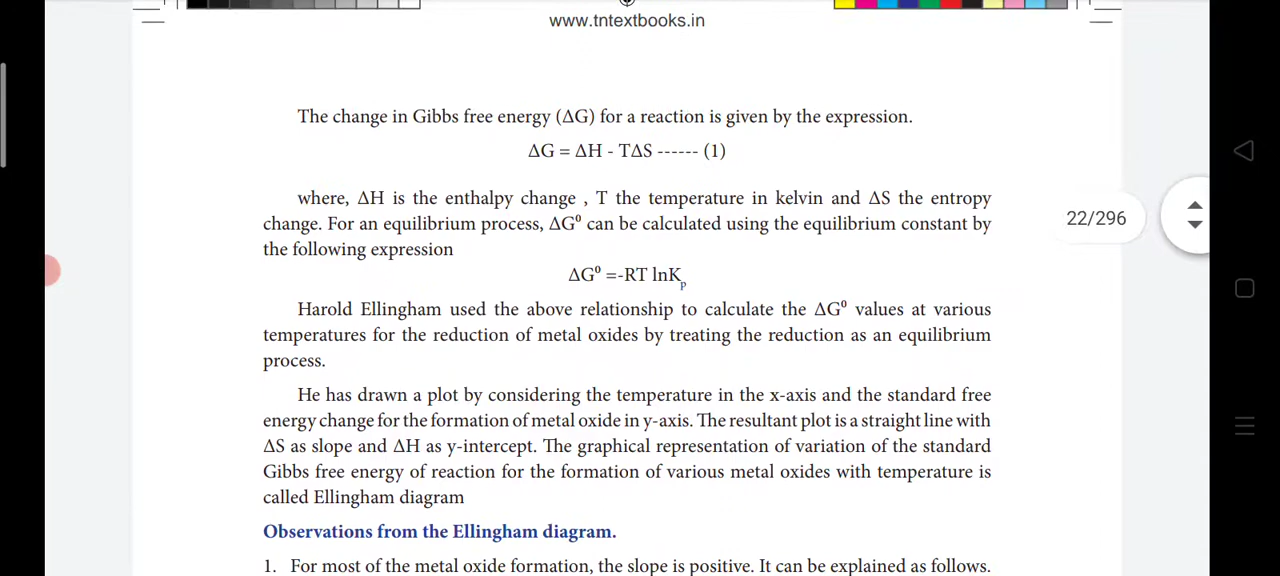 www.tntextbooks.in
The change in Gibbs free energy (ΔG) for a reaction is given by the expression.
ΔG = ΔH - TΔS ------ (1)
where, ΔH is the enthalpy change , T the temperature in kelvin and ΔS the entropy
change. For an equilibrium process, ΔG⁰ can be calculated using the equilibrium constant by
the following expression
22/296
ΔG⁰ =-RT lnKₚ
Harold Ellingham used the above relationship to calculate the ΔG⁰ values at various
temperatures for the reduction of metal oxides by treating the reduction as an equilibrium
process.
He has drawn a plot by considering the temperature in the x-axis and the standard free
energy change for the formation of metal oxide in y-axis. The resultant plot is a straight line with
ΔS as slope and ΔH as y-intercept. The graphical representation of variation of the standard
Gibbs free energy of reaction for the formation of various metal oxides with temperature is
called Ellingham diagram
Observations from the Ellingham diagram.
1. For most of the metal oxide formation, the slope is positive. It can be explained as follows.